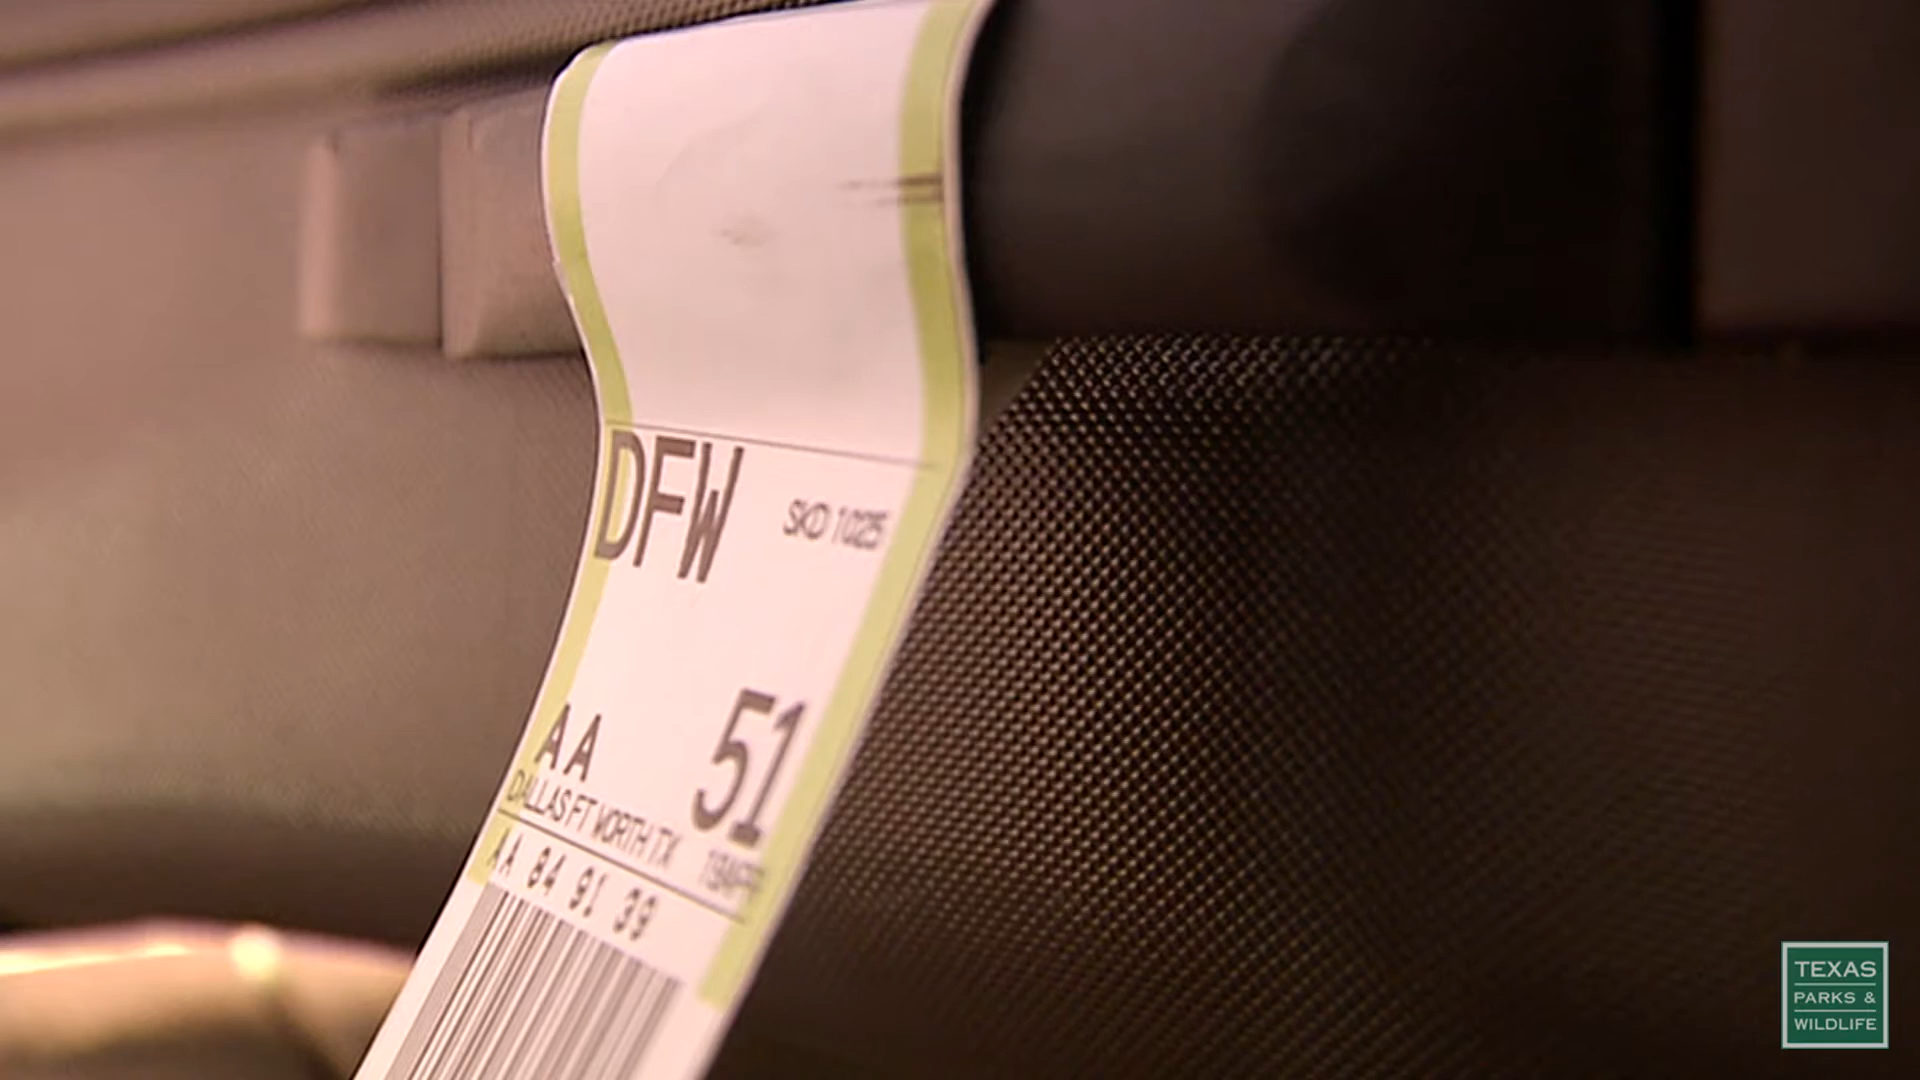 DFW
SKD 1025
AA 51
DALLAS FT WORTH TX
AA 84 91 39
TEXAS
PARKS &
WILDLIFE